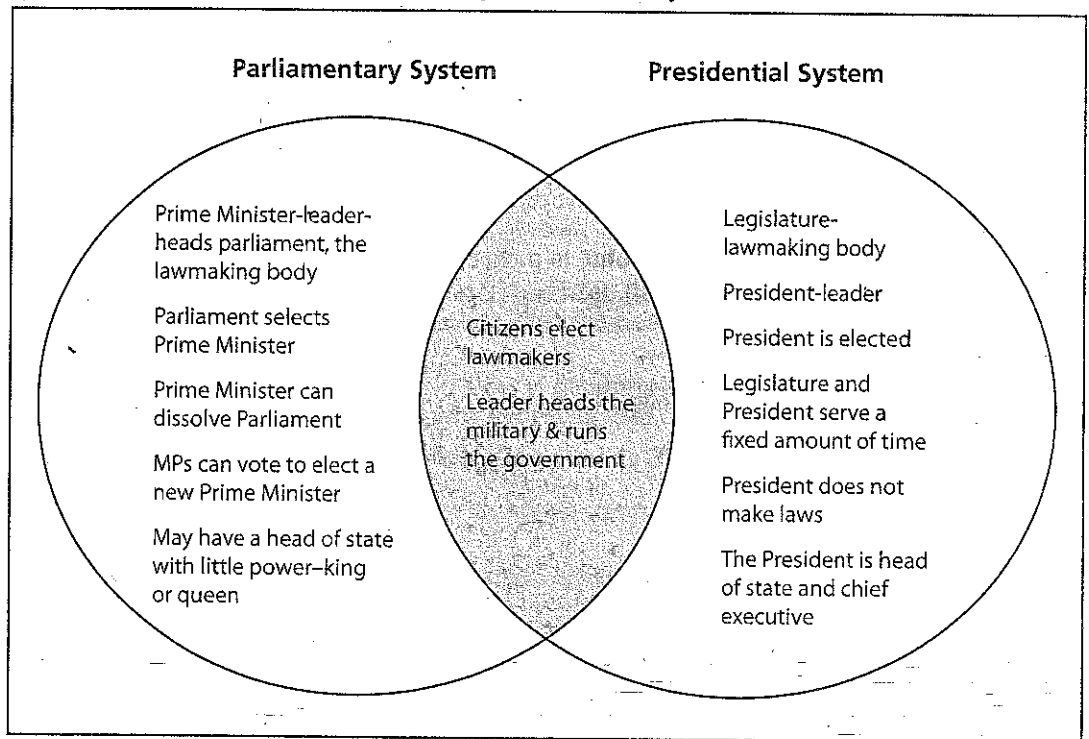 Parliamentary System
Presidential System
Prime Minister-leader-
heads parliament, the
lawmaking body
Parliament selects
Prime Minister
Prime Minister can
dissolve Parliament
MPs can vote to elect a
new Prime Minister
May have a head of state
with little power–king
or queen
Citizens elect
lawmakers
Leader heads the
military & runs
the government
Legislature-
lawmaking body
President-leader
President is elected
Legislature and
President serve a
fixed amount of time
President does not
make laws
The President is head
of state and chief
executive